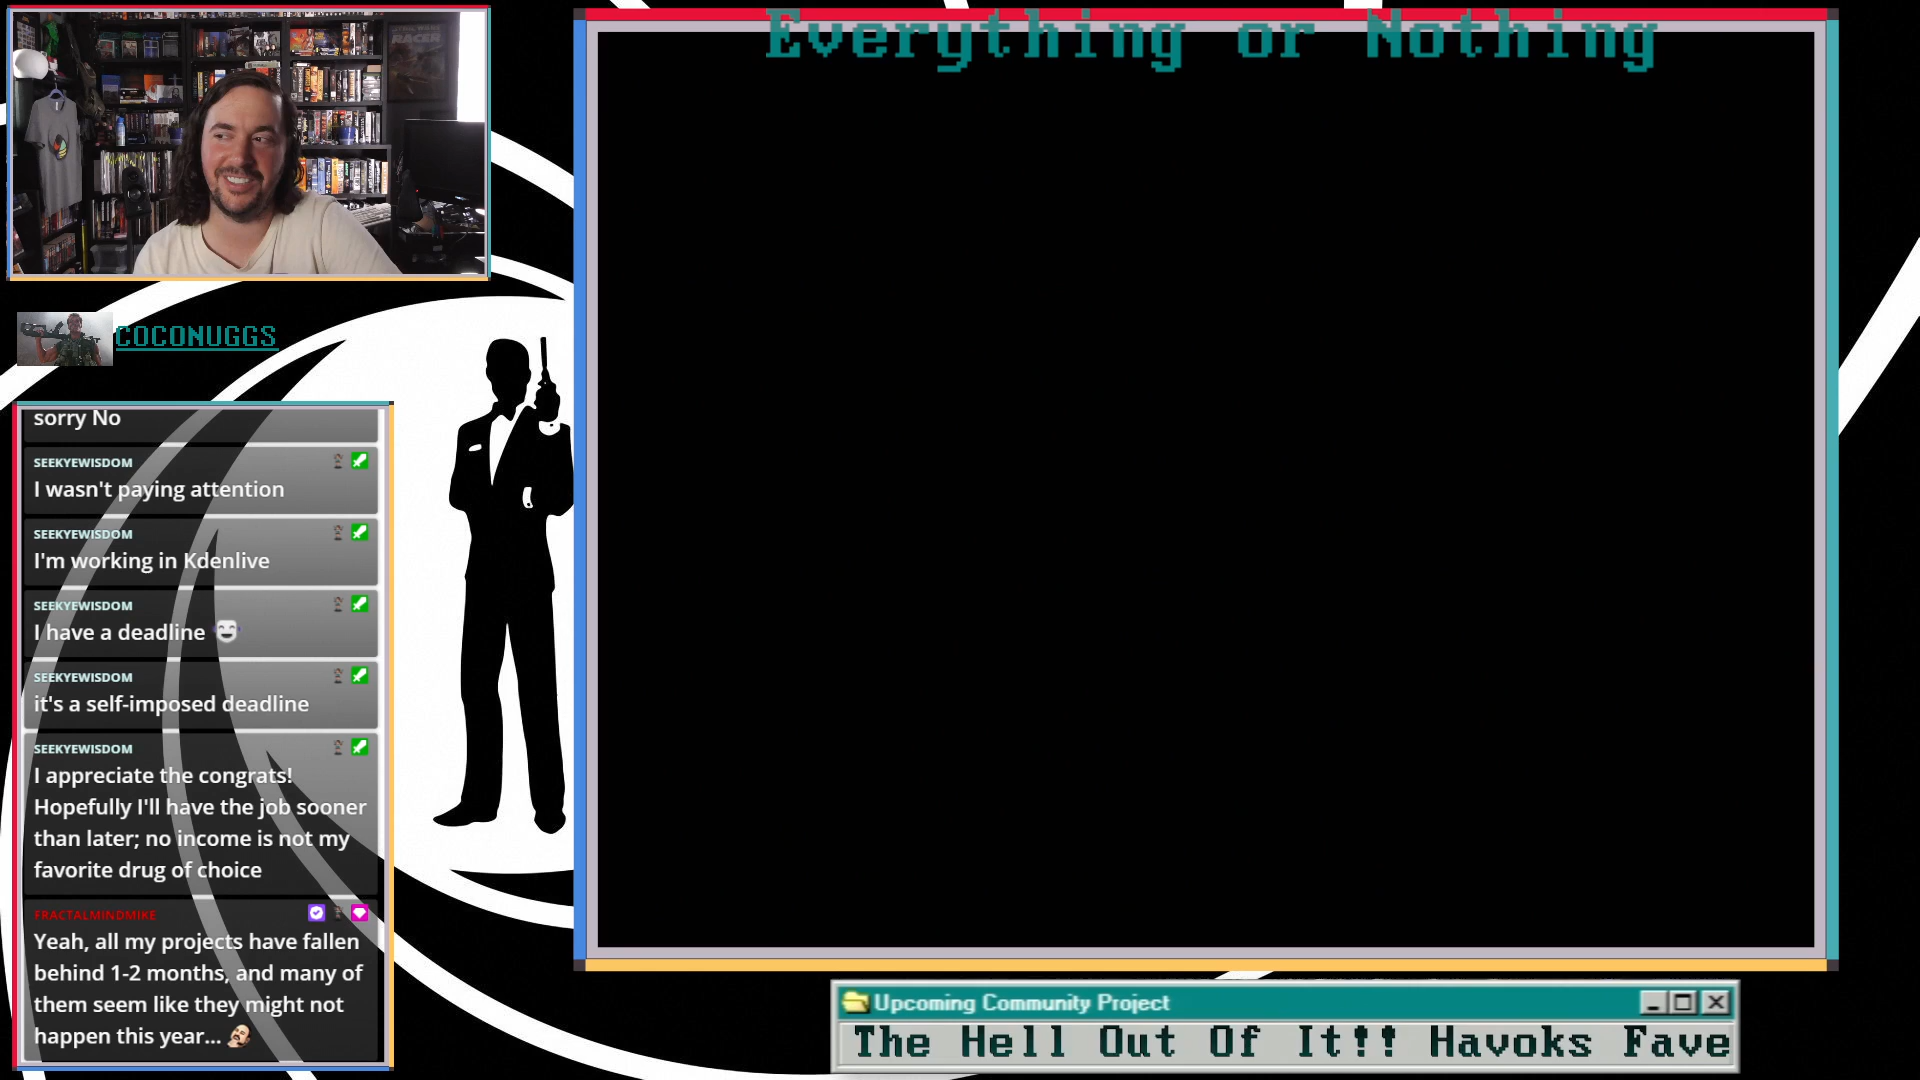 Everything or Nothing
RACER
COCONUGGS
sorry No
SEEKYEWISDOM
I wasn't paying attention
SEEKYEWISDOM
I'm working in Kdenlive
SEEKYEWISDOM
I have a deadline
SEEKYEWISDOM
it's a self-imposed deadline
SEEKYEWISDOM
I appreciate the congrats!
Hopefully I'll have the job sooner
than later; no income is not my
favorite drug of choice
FRACTALMINDMIKE
Yeah, all my projects have fallen
behind 1-2 months, and many of
them seem like they might not
happen this year...
Upcoming Community Project
The Hell Out Of It!! Havoks Fave